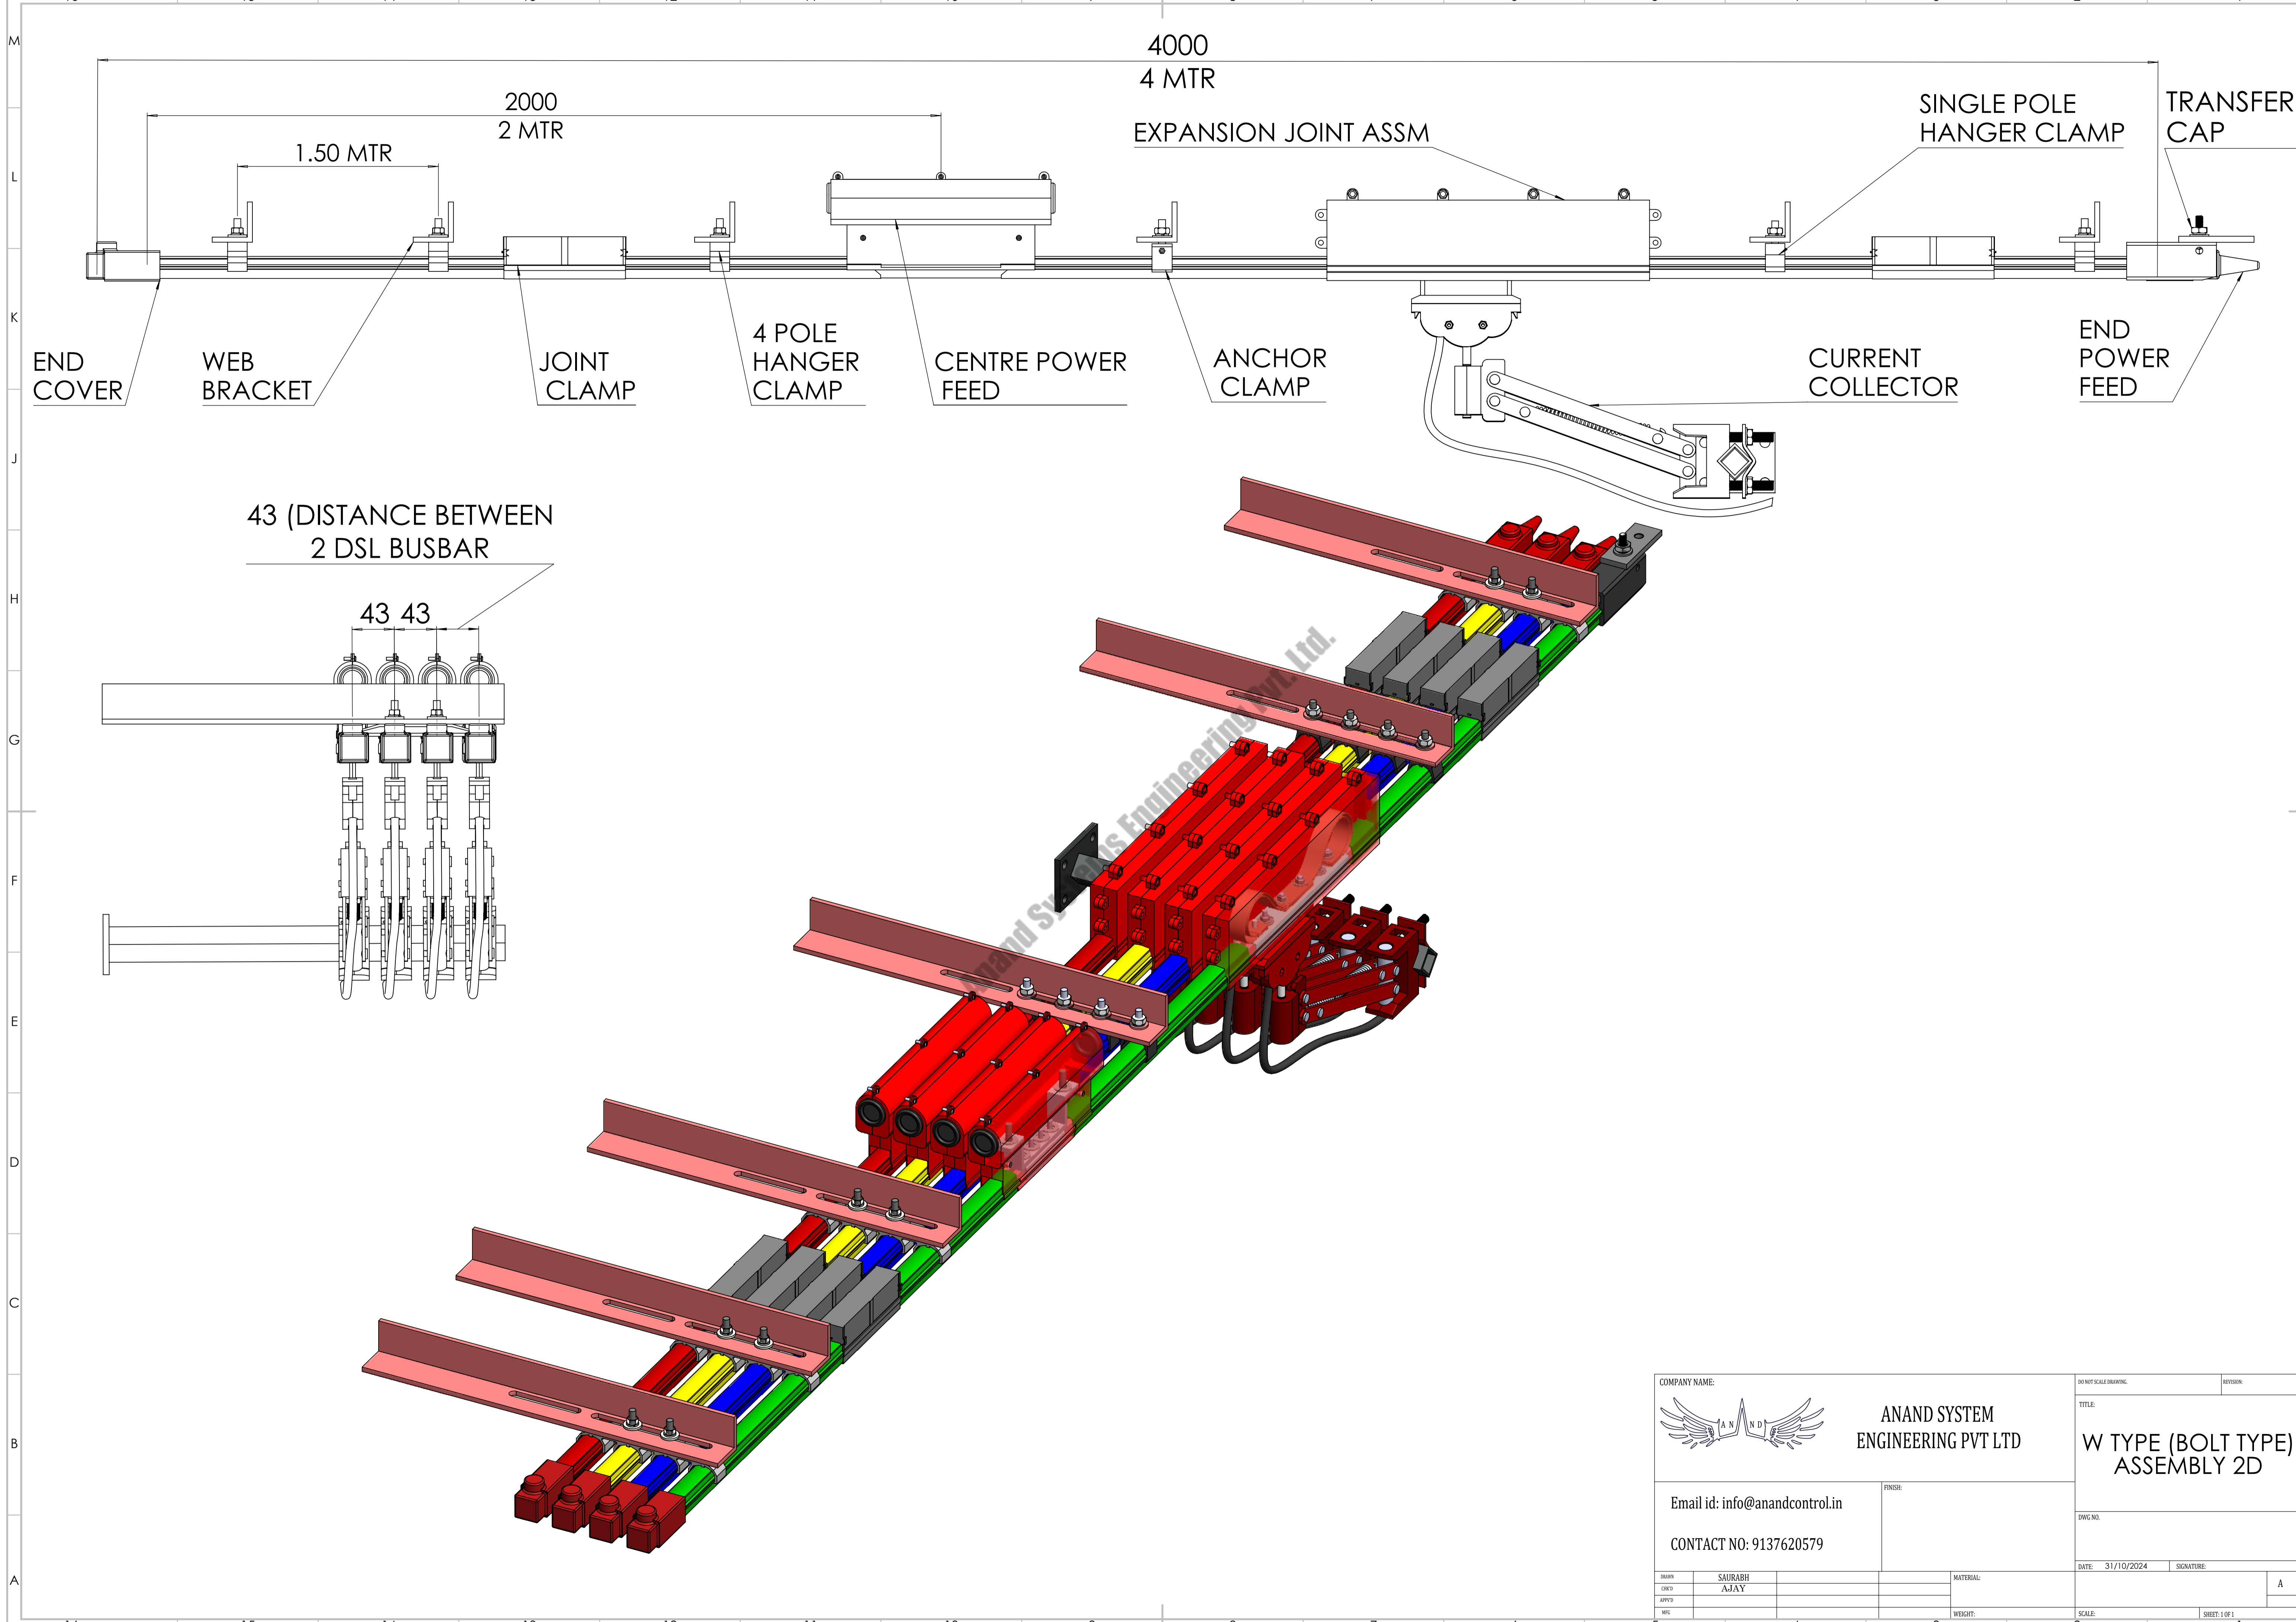 4000
4 MTR
2000
2 MTR
1.50 MTR
EXPANSION JOINT ASSM
SINGLE POLE
HANGER CLAMP
TRANSFER
CAP
END
COVER
WEB
BRACKET
JOINT
CLAMP
4 POLE
HANGER
CLAMP
CENTRE POWER
FEED
ANCHOR
CLAMP
CURRENT
COLLECTOR
END
POWER
FEED
43 (DISTANCE BETWEEN
2 DSL BUSBAR
43 43
M
L
K
J
H
G
F
E
D
C
B
A
Anand Systems Engineering Pvt. Ltd.
COMPANY NAME:
A N N D
ANAND SYSTEM
ENGINEERING PVT LTD
Email id: info@anandcontrol.in
CONTACT NO: 9137620579
FINISH:
DO NOT SCALE DRAWING
REVISION:
TITLE:
W TYPE (BOLT TYPE)
ASSEMBLY 2D
DWG NO.
DATE: 31/10/2024
SIGNATURE:
DRAWN SAURABH
CHK'D AJAY
APPV'D
MFG
MATERIAL:
WEIGHT:
A
SCALE:
SHEET: 1 OF 1